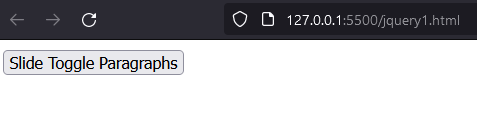 127.0.0.1:5500/jquery1.html
Slide Toggle Paragraphs